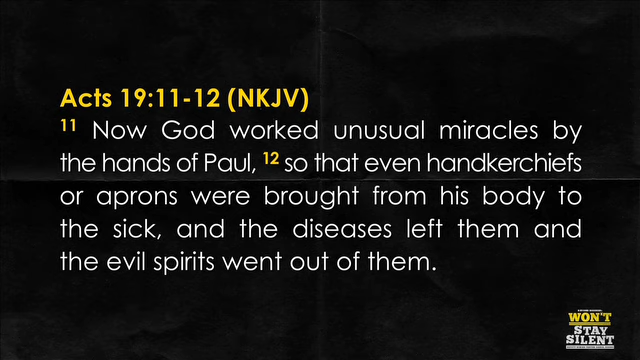 Acts 19:11-12 (NKJV)
11 Now God worked unusual miracles by
the hands of Paul, 12 so that even handkerchiefs
or aprons were brought from his body to
the sick, and the diseases left them and
the evil spirits went out of them.
WON'T
STAY
SILENT